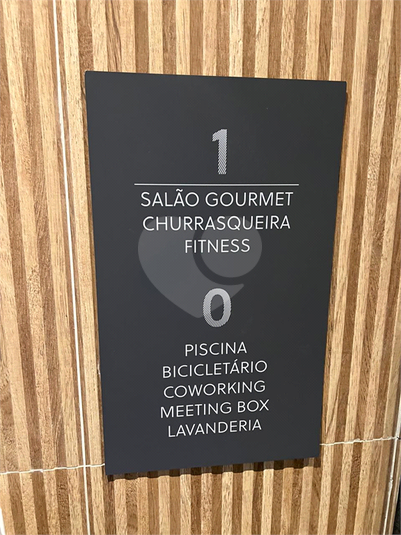 1
SALÃO GOURMET
CHURRASQUEIRA
FITNESS
0
PISCINA
BICICLETÁRIO
COWORKING
MEETING BOX
LAVANDERIA